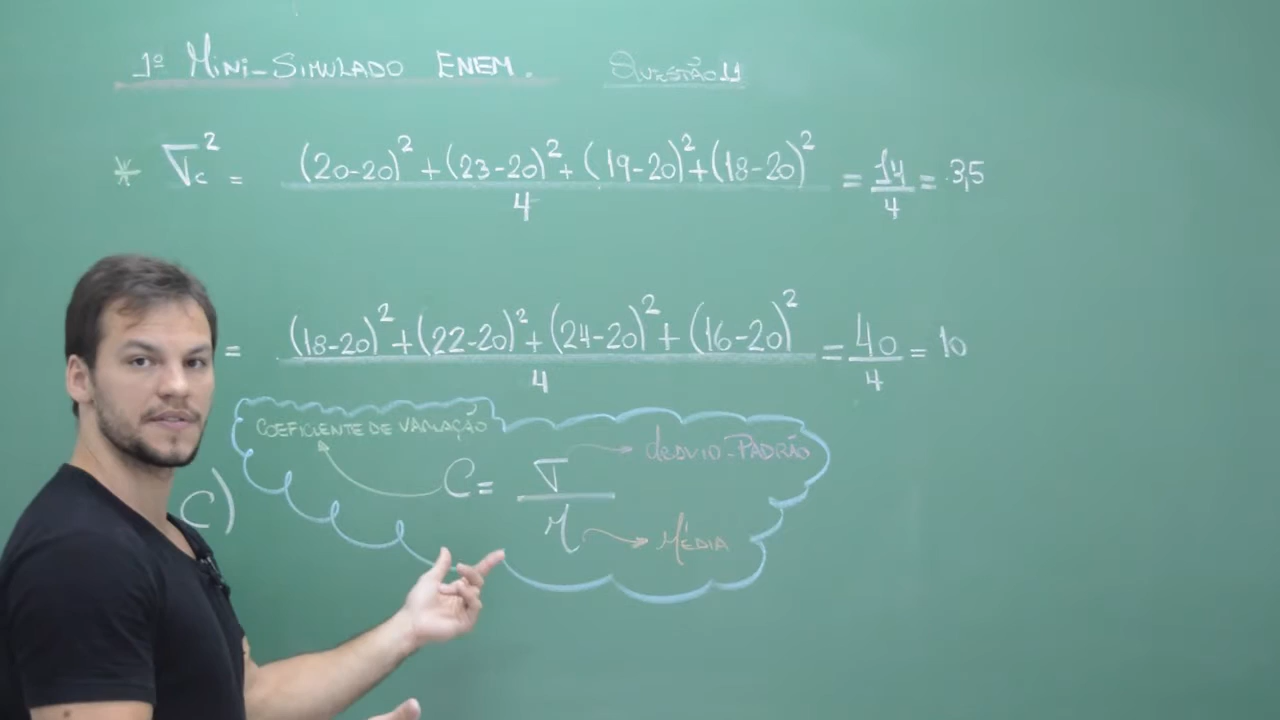 1º MINI-SIMULADO ENEM. QUESTÃO 11
* σc² = (20-20)² + (23-20)² + (19-20)² + (18-20)² / 4 = 14/4 = 3,5
= (18-20)² + (22-20)² + (24-20)² + (16-20)² / 4 = 40/4 = 10
COEFICIENTE DE VARIAÇÃO
C) C = σ/M
DESVIO-PADRÃO
MÉDIA